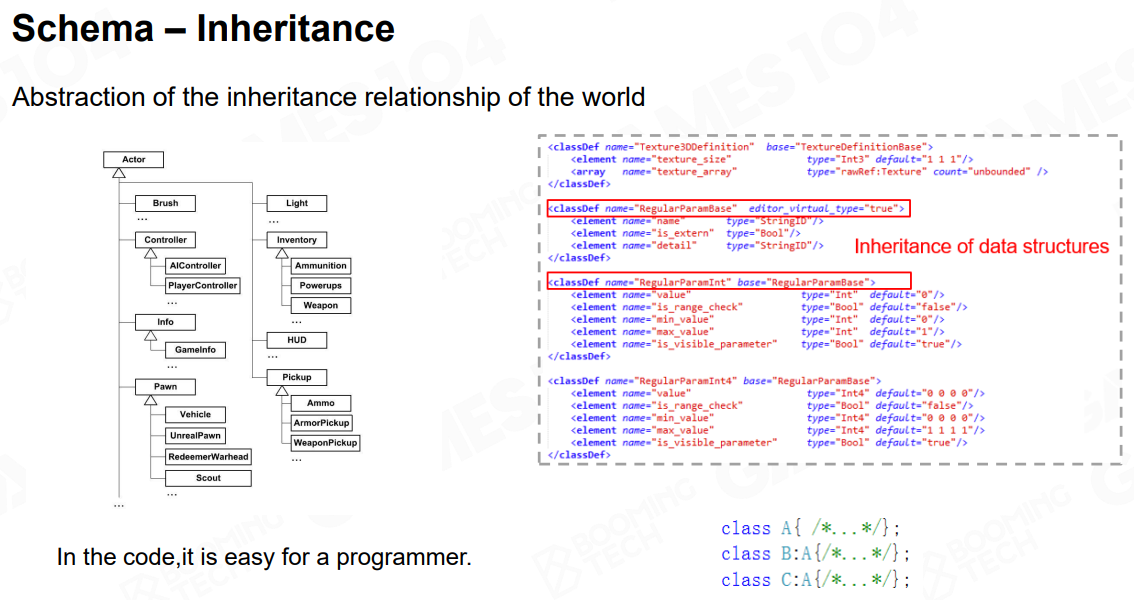 Schema – Inheritance
Abstraction of the inheritance relationship of the world
Actor
Brush
...
Controller
AIController
PlayerController
...
Info
GameInfo
...
Pawn
Vehicle
UnrealPawn
RedeemerWarhead
Scout
...
...
Light
...
Inventory
Ammunition
Powerups
Weapon
...
HUD
...
Pickup
Ammo
ArmorPickup
WeaponPickup
...
<classDef name="Texture3DDefinition" base="TextureDefinitionBase">
<element name="texture_size" type="Int3" default="1 1 1"/>
<array name="texture_array" type="rawRef:Texture" count="unbounded" />
</classDef>
<classDef name="RegularParamBase" editor_virtual_type="true">
<element name="name" type="StringID"/>
<element name="is_extern" type="Bool"/>
<element name="detail" type="StringID"/>
</classDef>
Inheritance of data structures
<classDef name="RegularParamInt" base="RegularParamBase">
<element name="value" type="Int" default="0"/>
<element name="is_range_check" type="Bool" default="false"/>
<element name="min_value" type="Int" default="0"/>
<element name="max_value" type="Int" default="1"/>
<element name="is_visible_parameter" type="Bool" default="true"/>
</classDef>
<classDef name="RegularParamInt4" base="RegularParamBase">
<element name="value" type="Int4" default="0 0 0 0"/>
<element name="is_range_check" type="Bool" default="false"/>
<element name="min_value" type="Int4" default="0 0 0 0"/>
<element name="max_value" type="Int4" default="1 1 1 1"/>
<element name="is_visible_parameter" type="Bool" default="true"/>
</classDef>
In the code,it is easy for a programmer.
class A{ /*...*/};
class B:A{/*...*/};
class C:A{/*...*/};
BOOMING
TECH
GAMES104